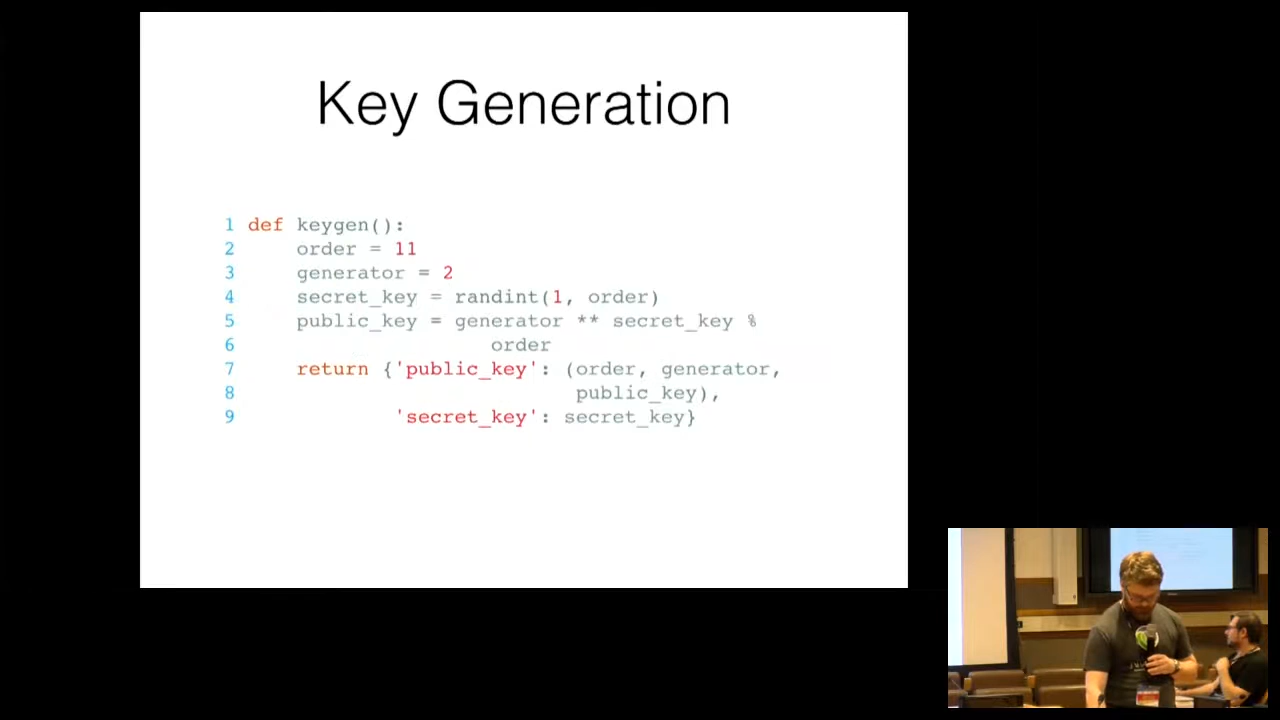 Key Generation
1 def keygen():
2     order = 11
3     generator = 2
4     secret_key = randint(1, order)
5     public_key = generator ** secret_key %
6                     order
7     return {'public_key': (order, generator,
8                            public_key),
9             'secret_key': secret_key}